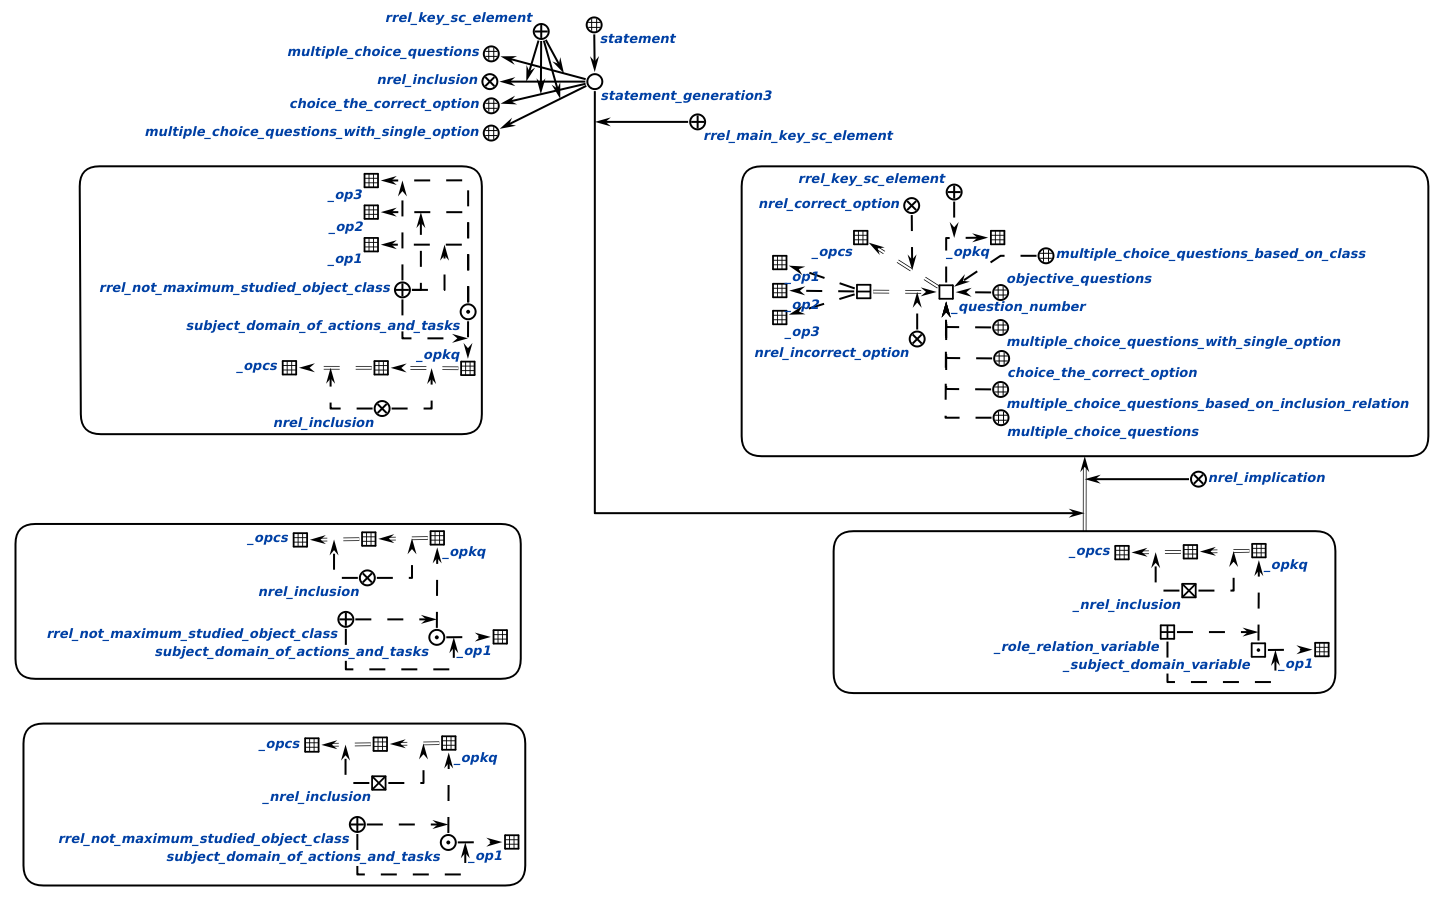 rrel_key_sc_element
statement
multiple_choice_questions
nrel_inclusion
statement_generation3
choice_the_correct_option
multiple_choice_questions_with_single_option
rrel_main_key_sc_element
_op3
_op2
_op1
rrel_not_maximum_studied_object_class
subject_domain_of_actions_and_tasks
_opkq
_opcs
nrel_inclusion
rrel_key_sc_element
nrel_correct_option
_opcs
_opkq
multiple_choice_questions_based_on_class
_op1
objective_questions
_op2
_question_number
_op3
multiple_choice_questions_with_single_option
nrel_incorrect_option
choice_the_correct_option
multiple_choice_questions_based_on_inclusion_relation
multiple_choice_questions
nrel_implication
_opcs
_opkq
nrel_inclusion
rrel_not_maximum_studied_object_class
subject_domain_of_actions_and_tasks
_op1
_opcs
_opkq
_nrel_inclusion
_role_relation_variable
_subject_domain_variable
_op1
_opcs
_opkq
_nrel_inclusion
rrel_not_maximum_studied_object_class
subject_domain_of_actions_and_tasks
_op1